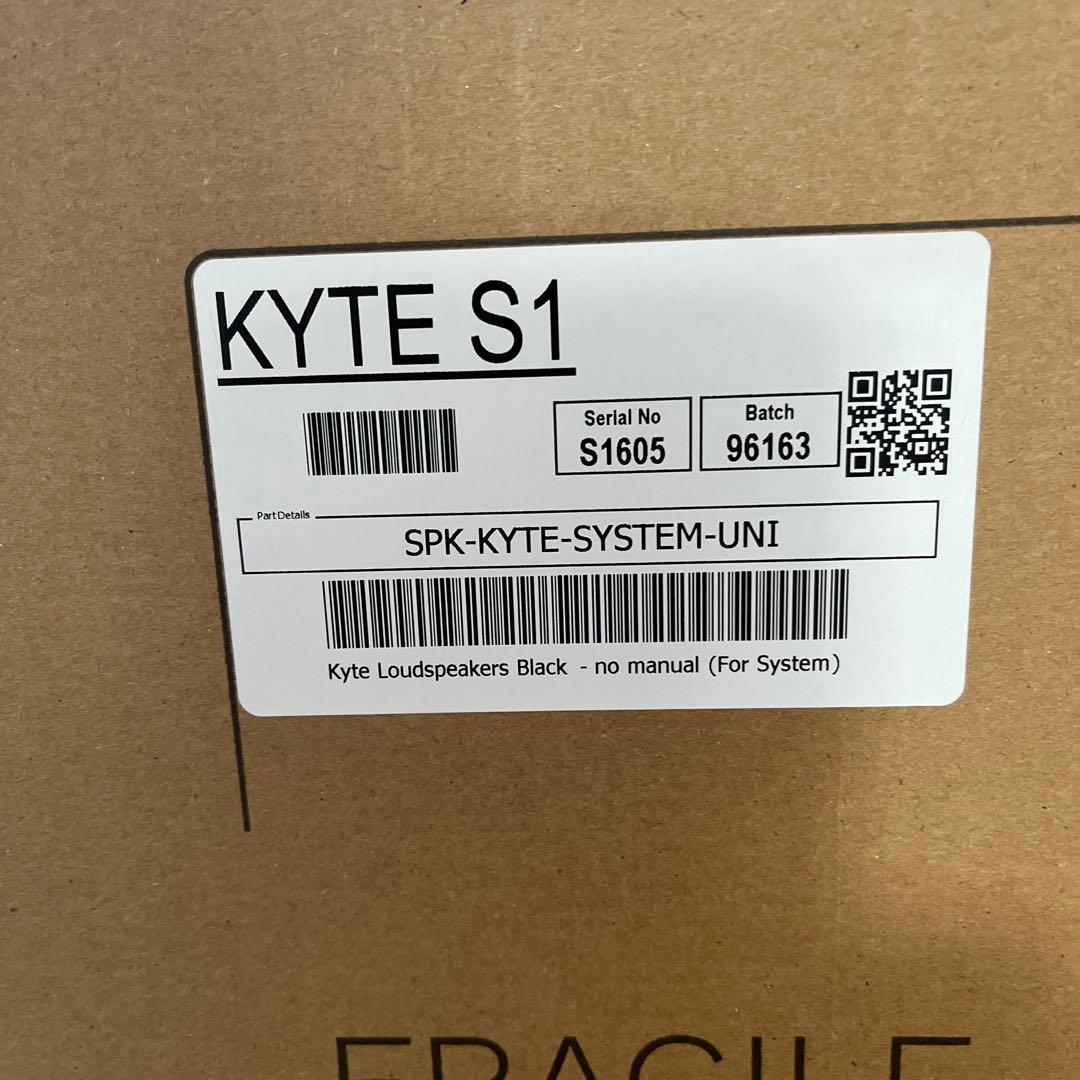 KYTE S1
Serial No
S1605
Batch
96163
Part Details
SPK-KYTE-SYSTEM-UNI
Kyte Loudspeakers Black - no manual (For System)
FRAGILE